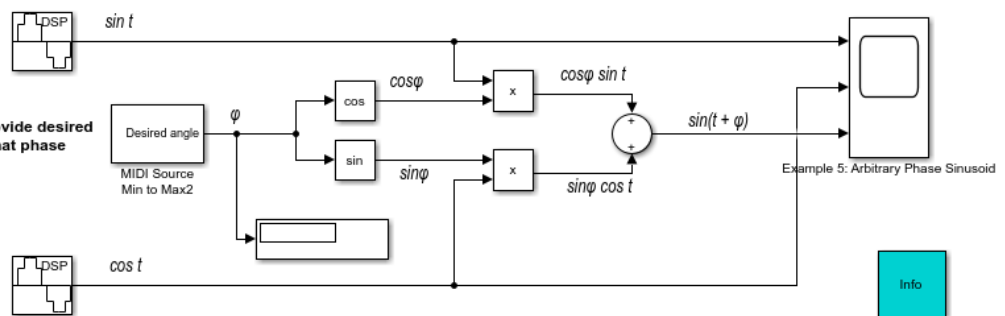 DSP
sin t
cosφ
cosφ sin t
x
cos
φ
Desired angle
+
sin(t + φ)
vide desired
at phase
+
sin
x
MIDI Source
Min to Max2
sinφ
sinφ cos t
Example 5: Arbitrary Phase Sinusoid
DSP
cos t
Info